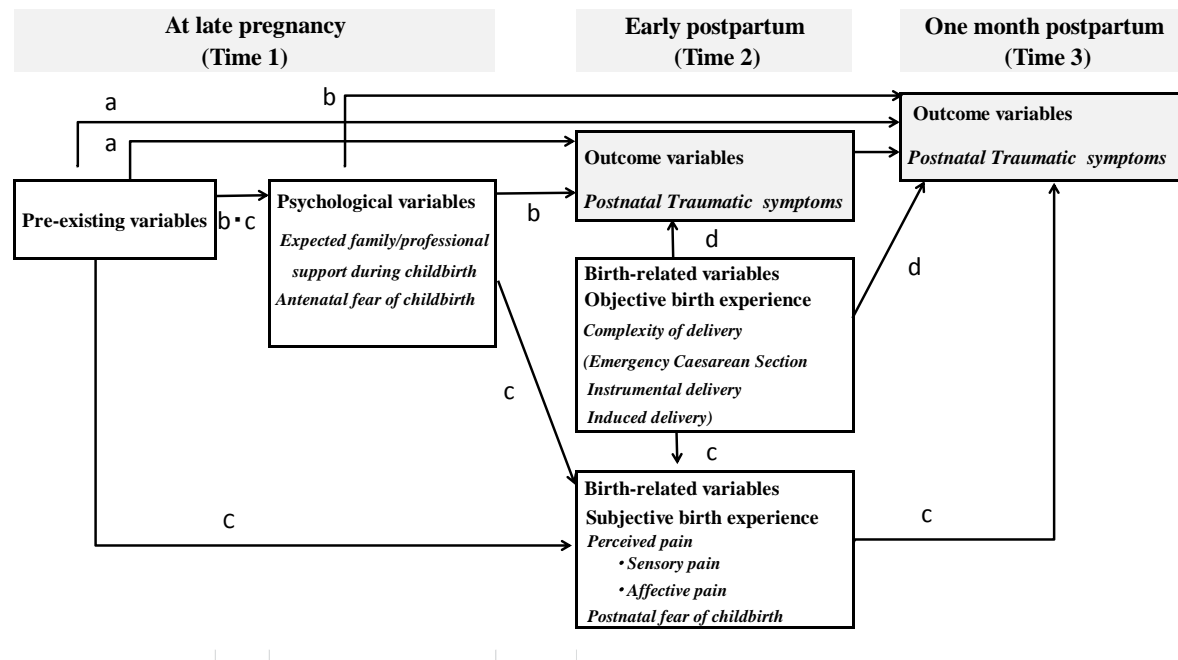 At late pregnancy
(Time 1)
Early postpartum
(Time 2)
One month postpartum
(Time 3)
a
b
a
Outcome variables
Postnatal Traumatic symptoms
Outcome variables
Postnatal Traumatic symptoms
Pre-existing variables
b・c
Psychological variables
Expected family/professional
support during childbirth
Antenatal fear of childbirth
b
d
d
Birth-related variables
Objective birth experience
Complexity of delivery
(Emergency Caesarean Section
Instrumental delivery
Induced delivery)
c
c
Birth-related variables
Subjective birth experience
Perceived pain
・Sensory pain
・Affective pain
Postnatal fear of childbirth
c
c